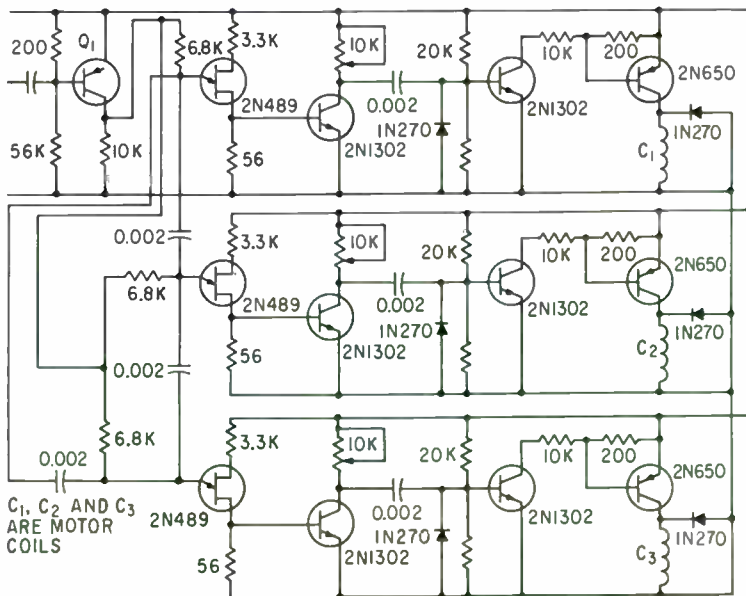 200
Q1
6.8K
3.3K
10K
20K
10K
200
2N650
2N489
0.002
1N270
2N1302
2N1302
1N270
56K
10K
56
C1
0.002
3.3K
10K
20K
10K
200
2N650
6.8K
2N489
0.002
1N270
2N1302
2N1302
1N270
56
C2
0.002
6.8K
3.3K
10K
20K
10K
200
2N650
0.002
2N489
0.002
1N270
2N1302
2N1302
1N270
56
C3
C1, C2 AND C3
ARE MOTOR
COILS